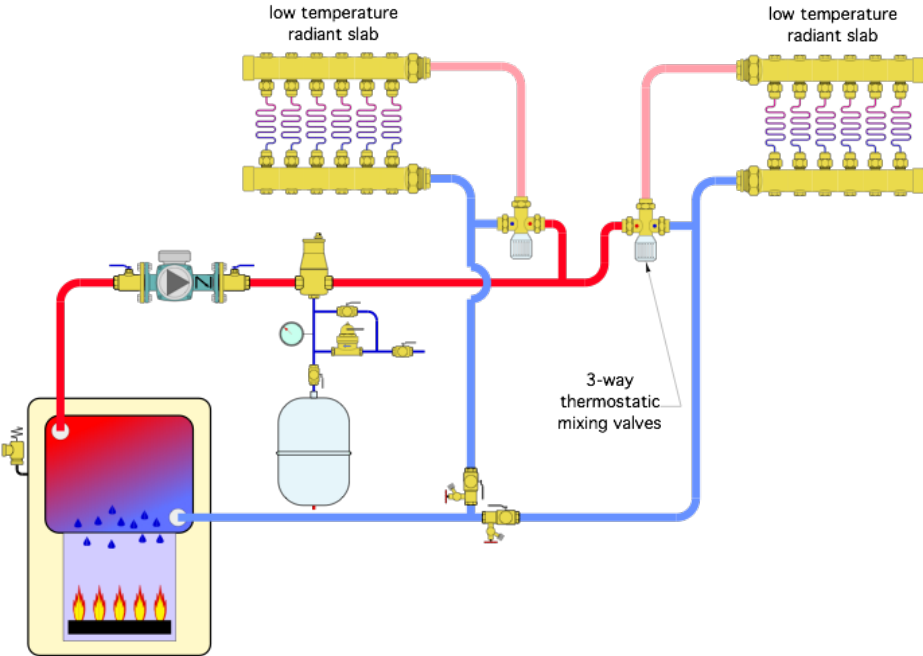 low temperature
radiant slab
low temperature
radiant slab
3-way
thermostatic
mixing valves